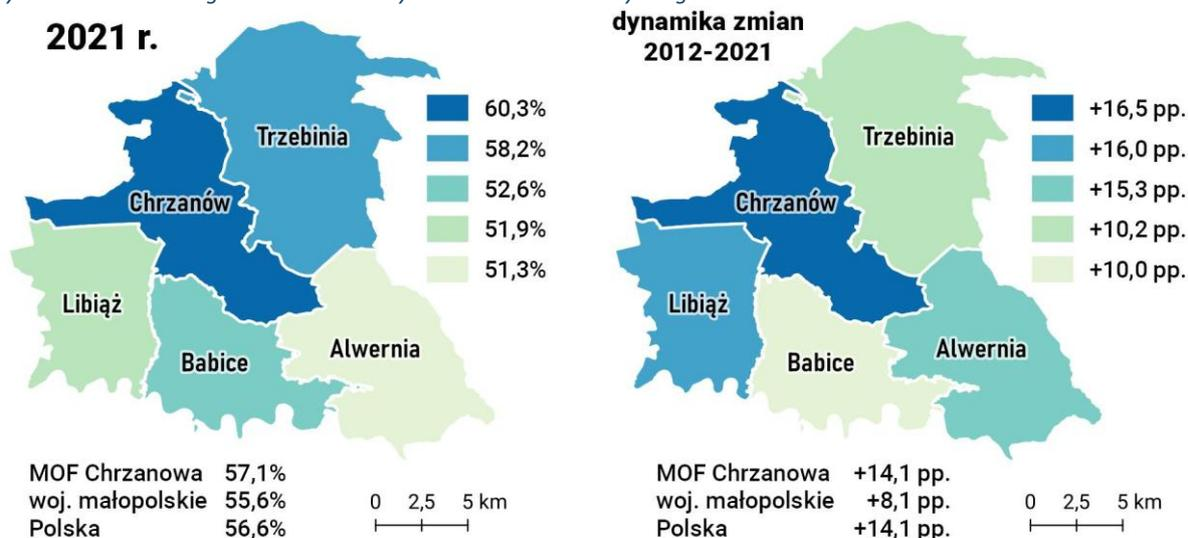 2021 r.
60,3%
58,2%
52,6%
51,9%
51,3%
Trzebinia
Chrzanów
Libiąż
Babice
Alwernia
MOF Chrzanowa 57,1%
woj. małopolskie 55,6%
Polska 56,6%
0 2,5 5 km
dynamika zmian
2012-2021
+16,5 pp.
+16,0 pp.
+15,3 pp.
+10,2 pp.
+10,0 pp.
Trzebinia
Chrzanów
Libiąż
Babice
Alwernia
MOF Chrzanowa +14,1 pp.
woj. małopolskie +8,1 pp.
Polska +14,1 pp.
0 2,5 5 km